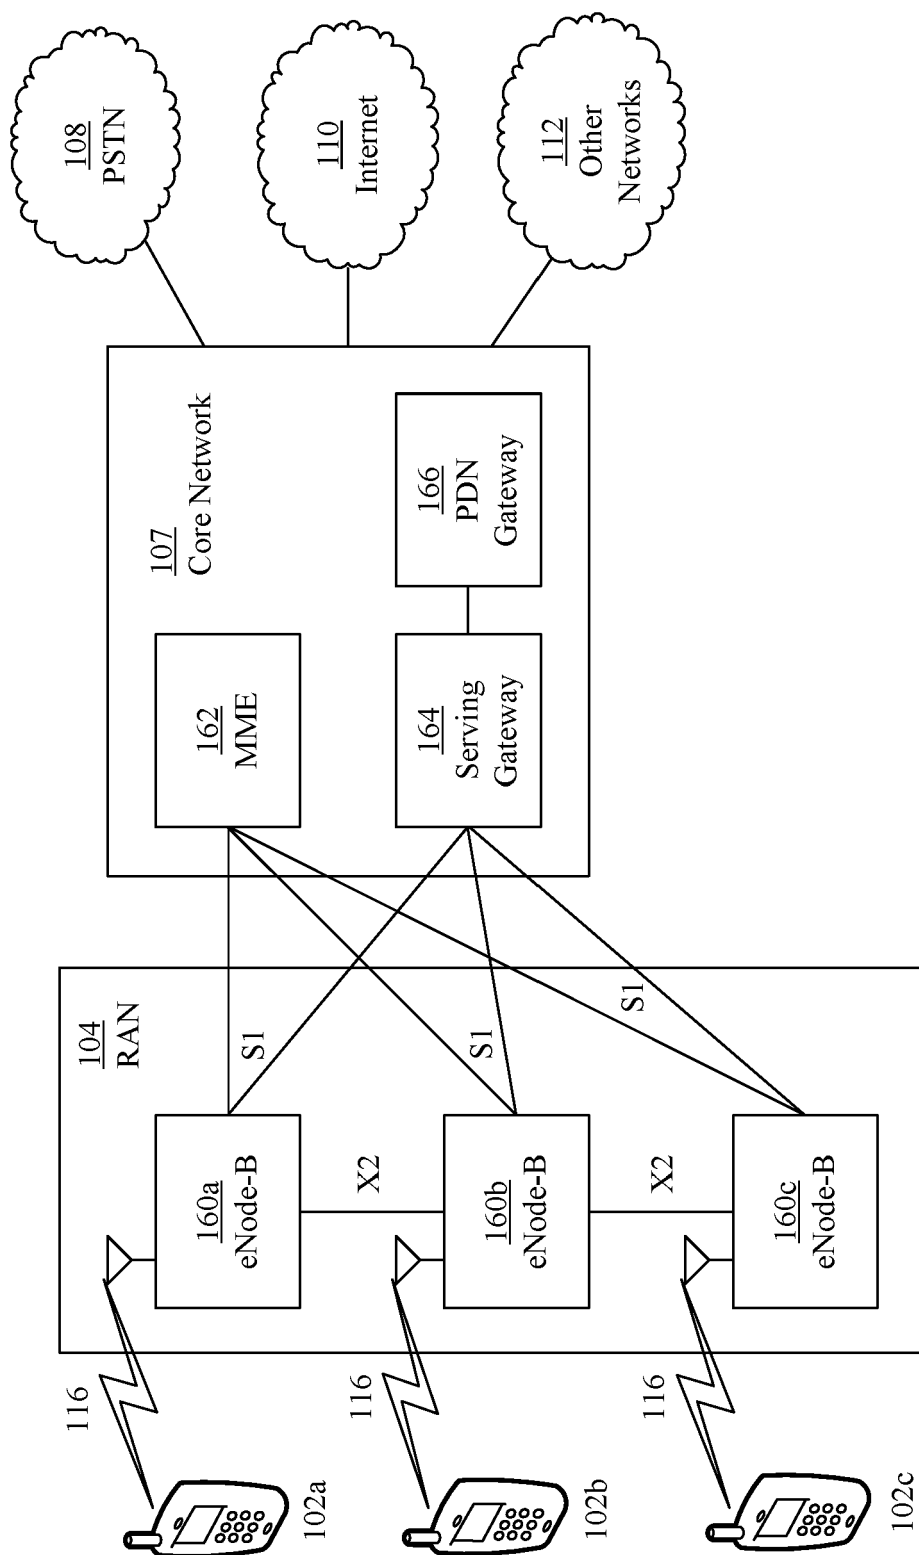 108
PSTN
110
Internet
112
Other
Networks
107
Core Network
162
MME
164
Serving
Gateway
166
PDN
Gateway
104
RAN
S1
S1
S1
160a
eNode-B
X2
160b
eNode-B
X2
160c
eNode-B
116
116
116
102a
102b
102c